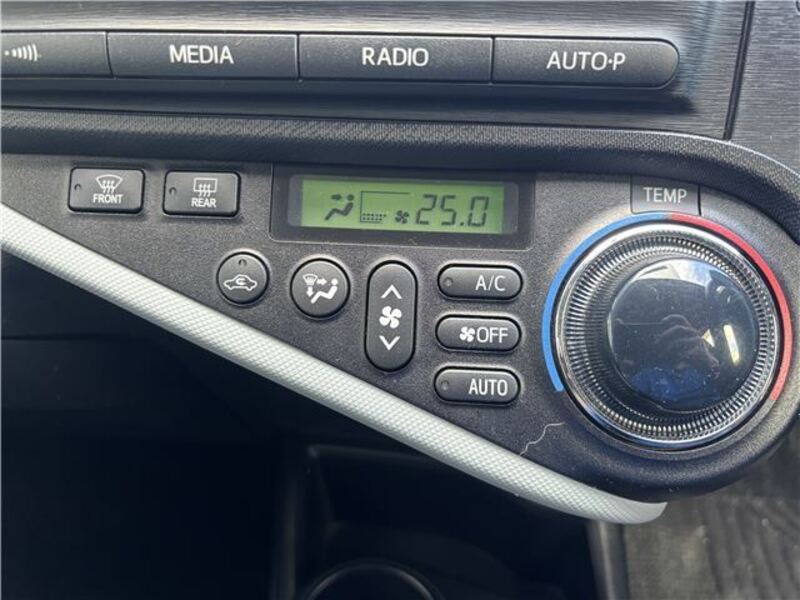 MEDIA
RADIO
AUTO·P
FRONT
REAR
25.0
TEMP
A/C
OFF
AUTO